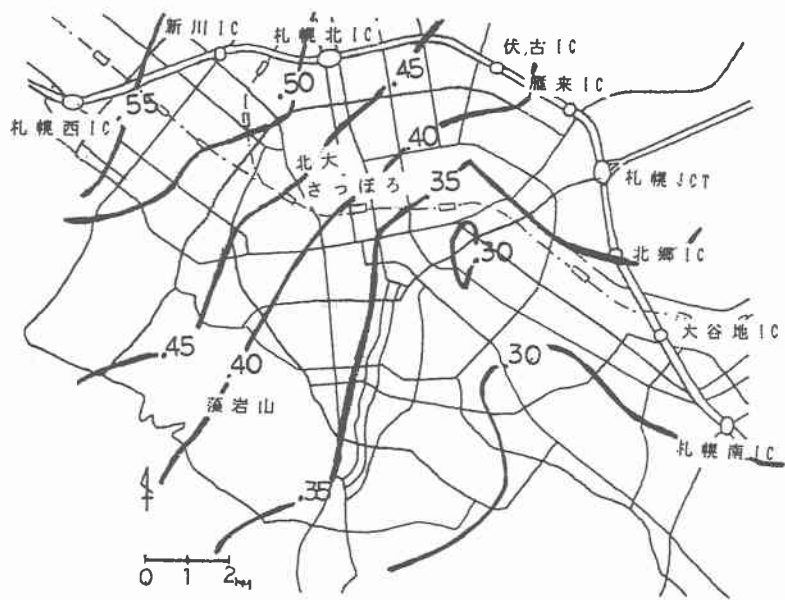 新川IC
札幌北IC
伏古IC
雁来IC
.50
.45
.55
札幌西IC
.40
北大
さっぽろ
.35
札幌JCT
.30
北郷IC
大谷地IC
.45
.40
.30
藻岩山
札幌南IC
.35
0 1 2KM